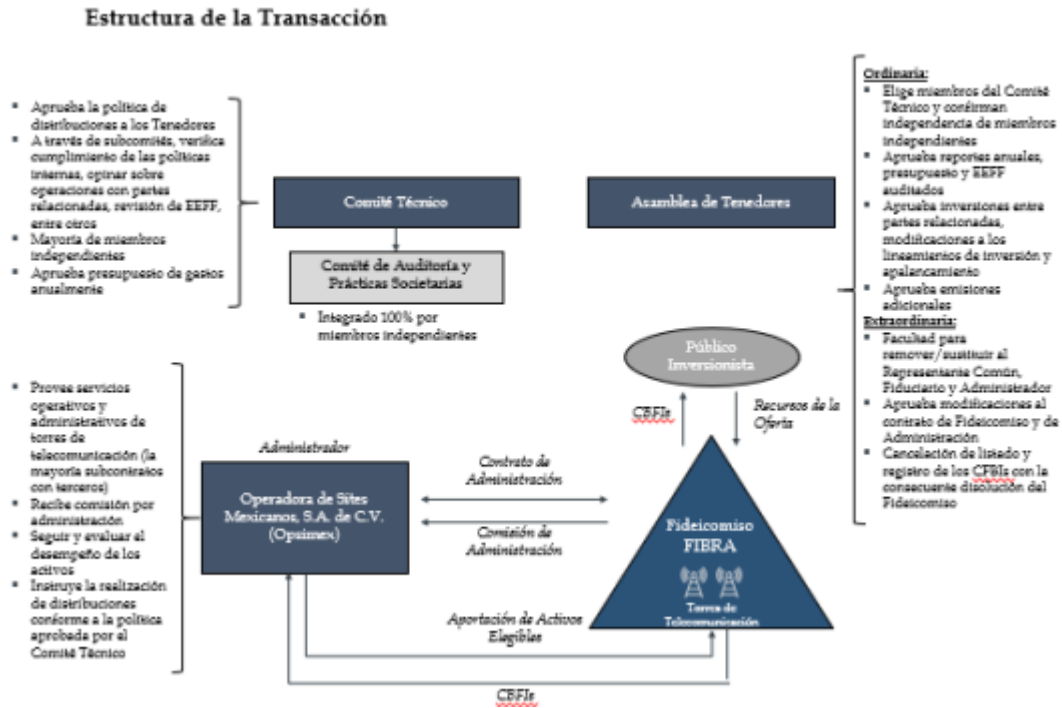 Estructura de la Transacción
▪ Aprueba la política de
distribuciones a los Tenedores
▪ A través de subcomités, verifica
cumplimiento de las políticas
internas, opinar sobre
operaciones con partes
relacionadas, revisión de EEFF,
entre otros
▪ Mayoría de miembros
independientes
▪ Aprueba presupuesto de gastos
anualmente
Comité Técnico
Comité de Auditoría y
Prácticas Societarias
▪ Integrado 100% por
miembros independientes
Asamblea de Tenedores
Ordinaria:
▪ Elige miembros del Comité
Técnico y confirman
independencia de miembros
independientes
▪ Aprueba reportes anuales,
presupuesto y EEFF
auditados
▪ Aprueba inversiones entre
partes relacionadas,
modificaciones a los
lineamientos de inversión y
apalancamiento
▪ Aprueba emisiones
adicionales
Extraordinaria:
▪ Facultad para
remover/sustituir al
Representante Común,
Fiduciario y Administrador
▪ Aprueba modificaciones al
contrato de Fideicomiso y de
Administración
▪ Cancelación de listado y
registro de los CFBIs con la
consecuente disolución del
Fideicomiso
Público
Inversionista
CBFIs
Recursos de la
Oferta
▪ Provee servicios
operativos y
administrativos de
torres de
telecomunicación (la
mayoría subcontratos
con terceros)
▪ Recibe comisión por
administración
▪ Seguir y evaluar el
desempeño de los
activos
▪ Instruye la realización
de distribuciones
conforme a la política
aprobada por el
Comité Técnico
Administrador
Operadora de Sites
Mexicanos, S.A. de C.V.
(Opsimex)
Contrato de
Administración
Comisión de
Administración
Fideicomiso
FIBRA
Torres de
Telecomunicación
Aportación de Activos
Elegibles
CBFIs